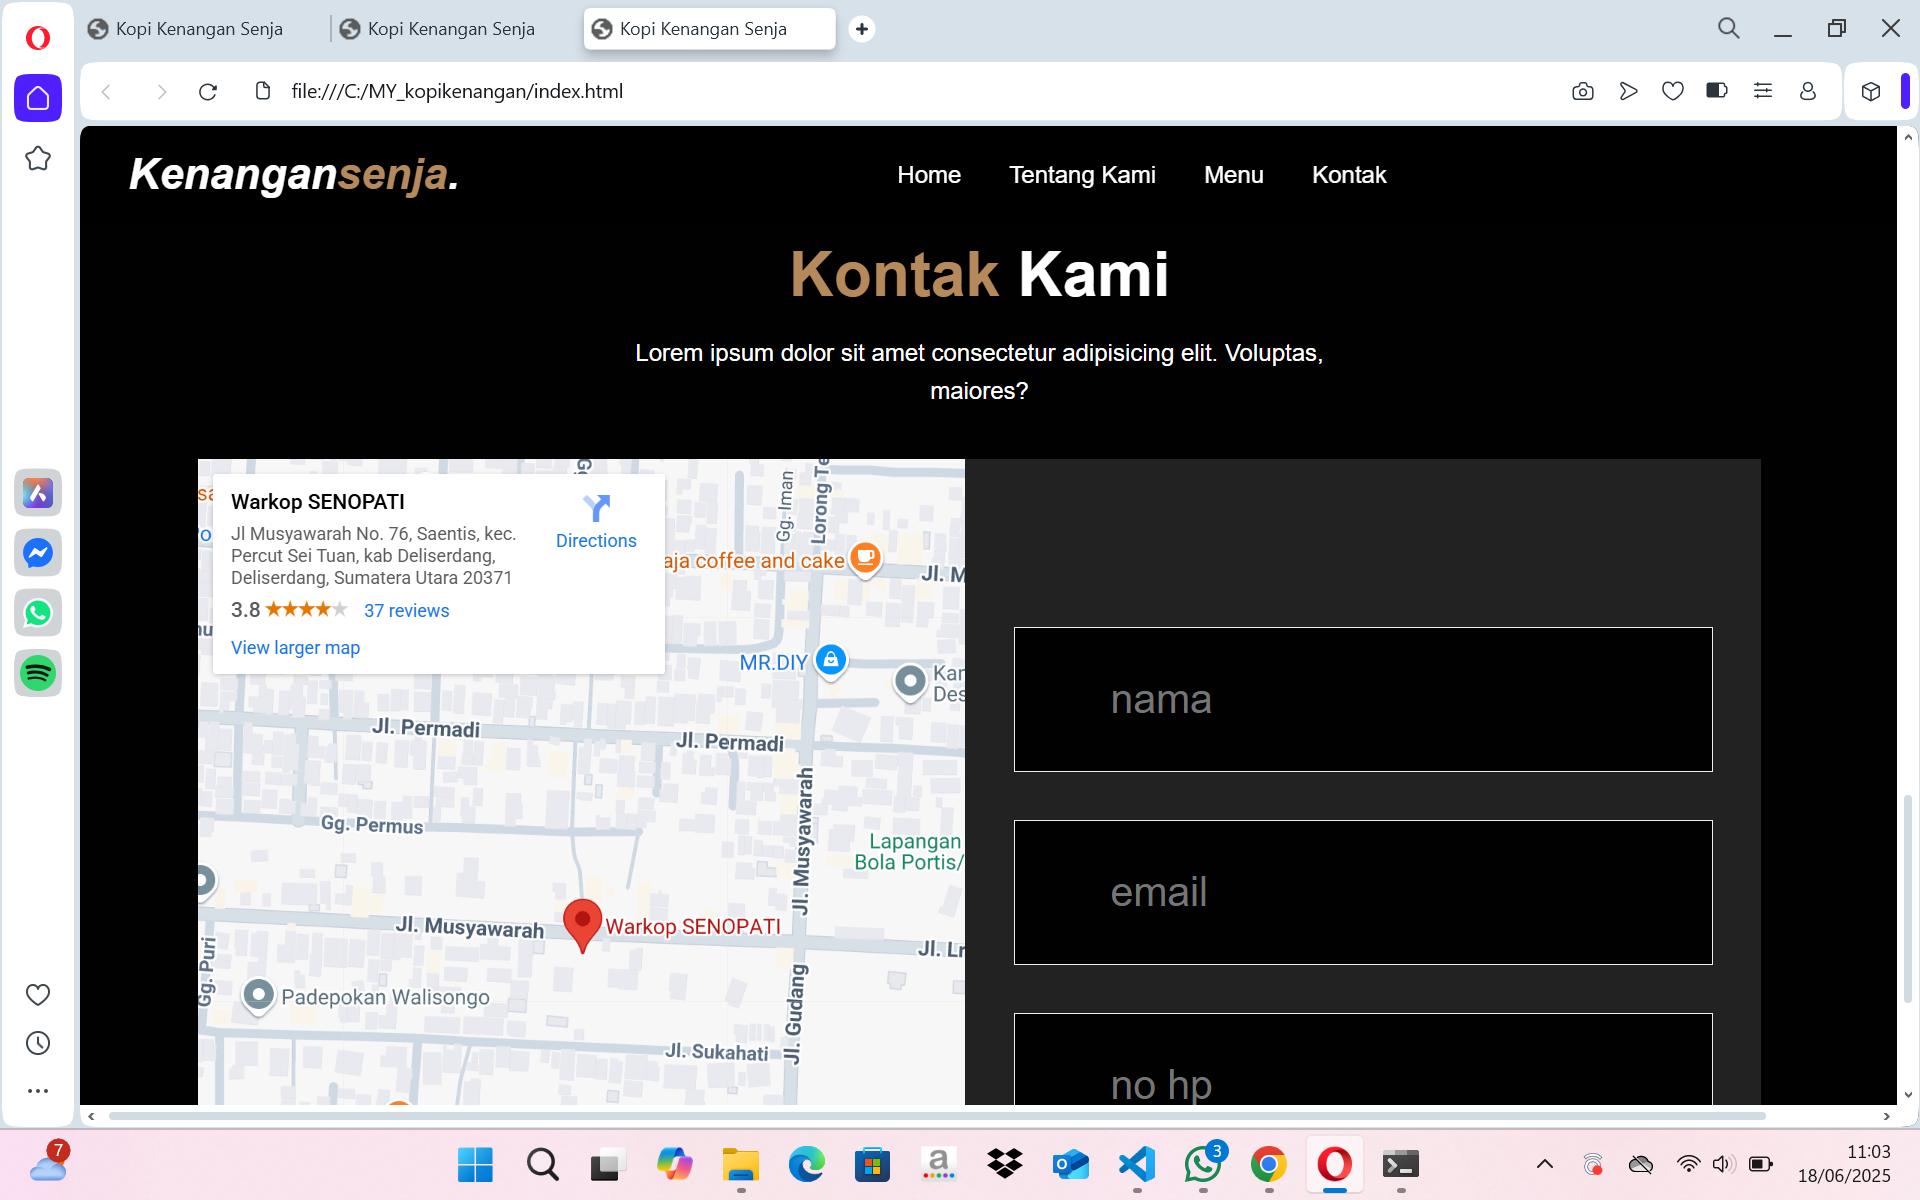 Kopi Kenangan Senja
Kopi Kenangan Senja
Kopi Kenangan Senja
file:///C:/MY_kopikenangan/index.html
Kenangansenja.
Home
Tentang Kami
Menu
Kontak
Kontak Kami
Lorem ipsum dolor sit amet consectetur adipisicing elit. Voluptas,
maiores?
Warkop SENOPATI
Jl Musyawarah No. 76, Saentis, kec.
Percut Sei Tuan, kab Deliserdang,
Deliserdang, Sumatera Utara 20371
3.8
37 reviews
View larger map
Directions
Gg. Iman
Lorong Te
aja coffee and cake
Jl. M
MR.DIY
Kan
Des
Jl. Permadi
Jl. Permadi
Gg. Permus
Jl. Musyawarah
Lapangan
Bola Portis/
Jl. Musyawarah
Warkop SENOPATI
Jl. Lr
Gg. Puri
Padepokan Walisongo
Jl. Gudang
Jl. Sukahati
nama
email
no hp
7
a
3
11:03
18/06/2025